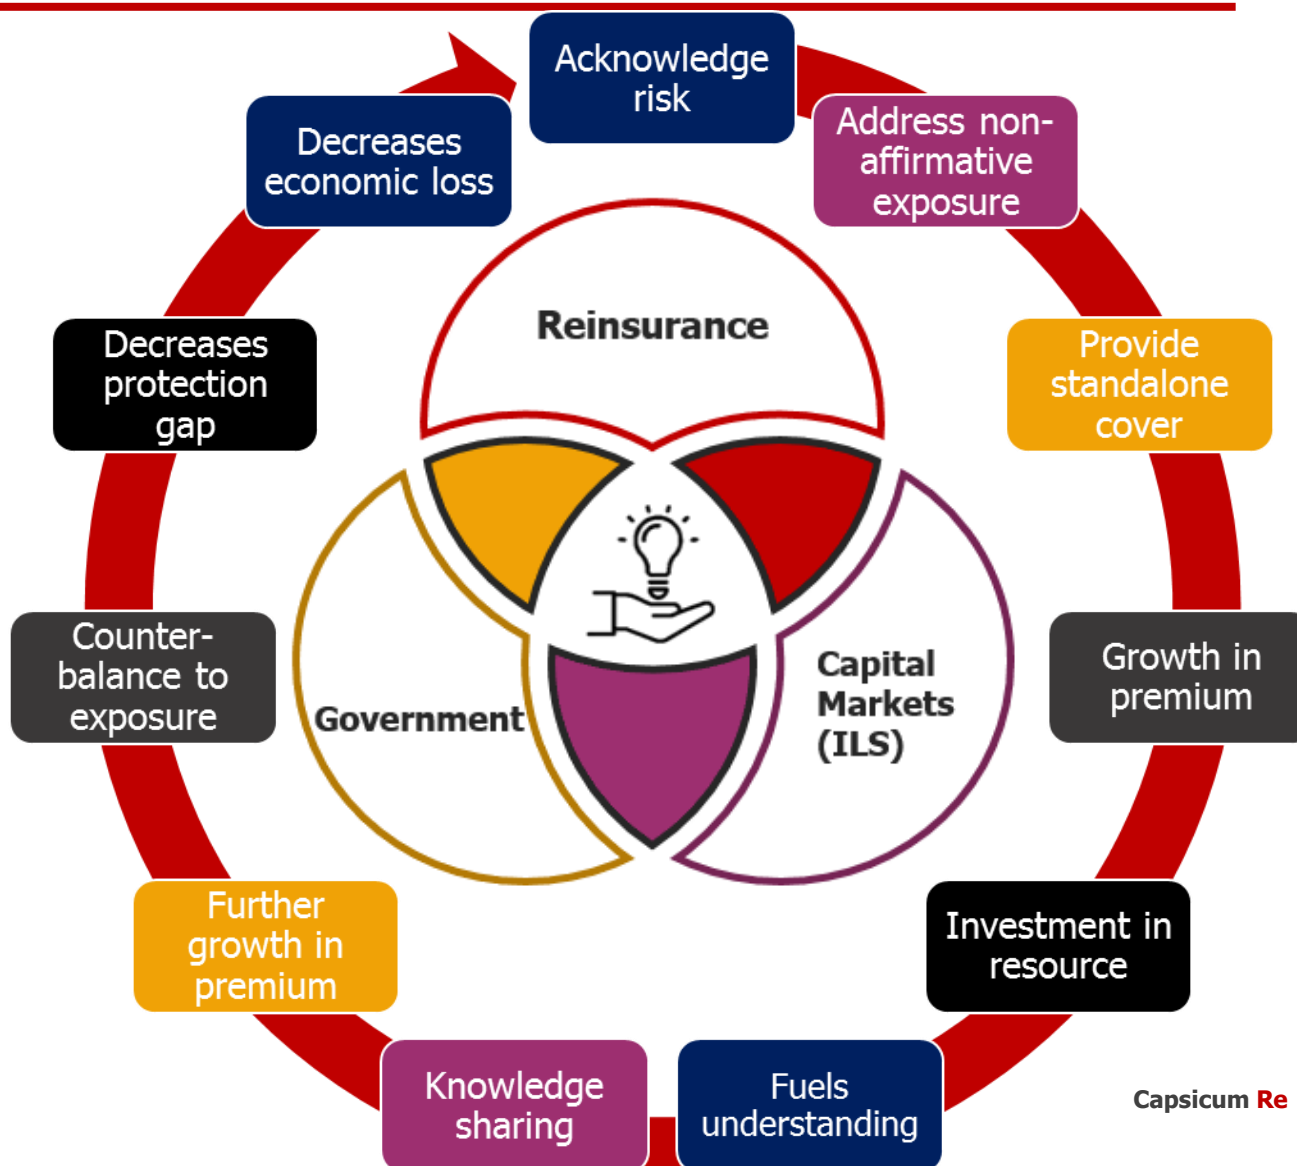 Acknowledge
risk
Address non-
affirmative
exposure
Provide
standalone
cover
Growth in
premium
Investment in
resource
Fuels
understanding
Knowledge
sharing
Further
growth in
premium
Counter-
balance to
exposure
Decreases
protection
gap
Decreases
economic loss
Reinsurance
Government
Capital
Markets
(ILS)
Capsicum Re